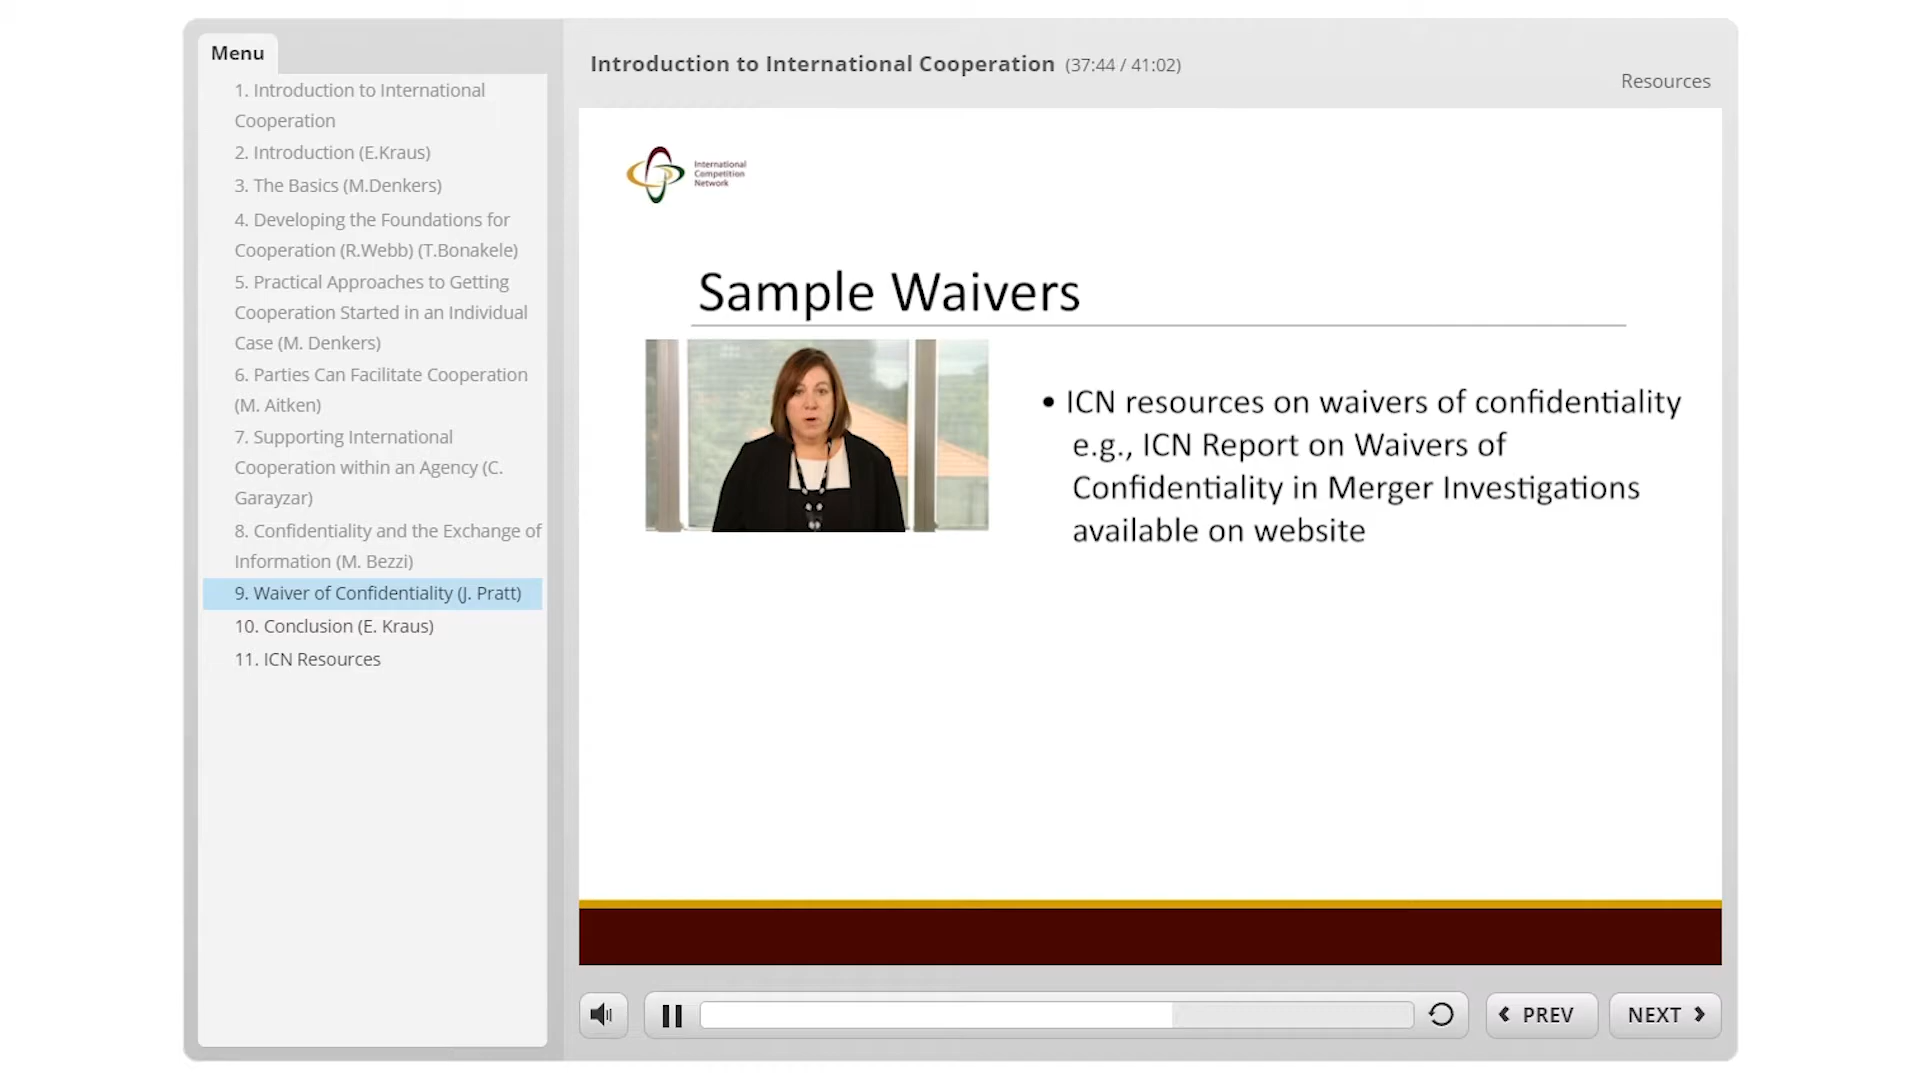 Menu
1. Introduction to International
Cooperation
2. Introduction (E.Kraus)
3. The Basics (M.Denkers)
4. Developing the Foundations for
Cooperation (R.Webb) (T.Bonakele)
5. Practical Approaches to Getting
Cooperation Started in an Individual
Case (M. Denkers)
6. Parties Can Facilitate Cooperation
(M. Aitken)
7. Supporting International
Cooperation within an Agency (C.
Garayzar)
8. Confidentiality and the Exchange of
Information (M. Bezzi)
9. Waiver of Confidentiality (J. Pratt)
10. Conclusion (E. Kraus)
11. ICN Resources
Introduction to International Cooperation (37:44 / 41:02)
Resources
International
Competition
Network
Sample Waivers
• ICN resources on waivers of confidentiality
e.g., ICN Report on Waivers of
Confidentiality in Merger Investigations
available on website
PREV
NEXT